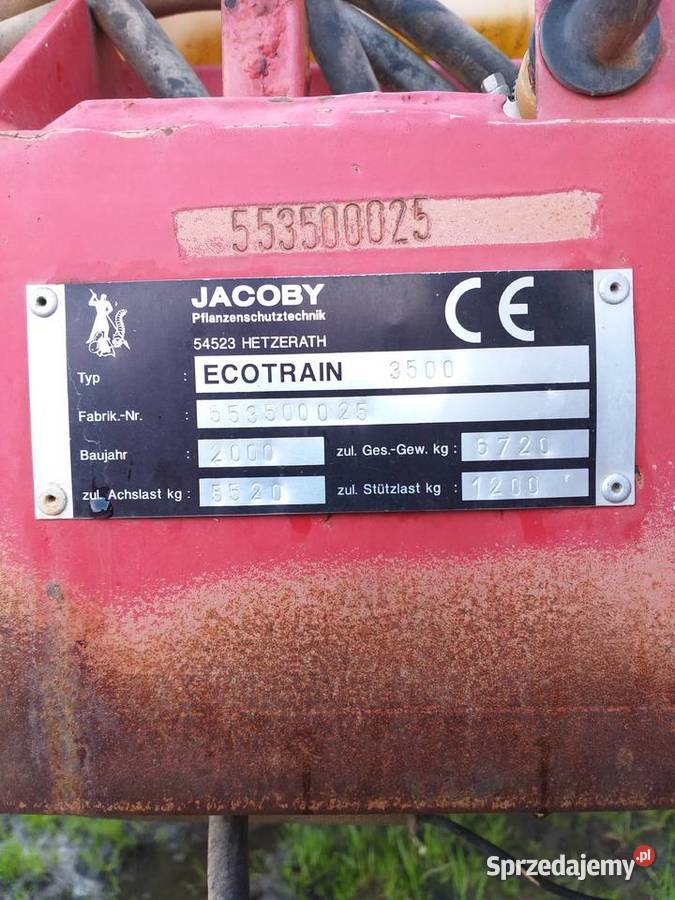 553500025
JACOBY
Pflanzenschutztechnik
54523 HETZERATH
CE
Typ : ECOTRAIN 3500
Fabrik.-Nr. : 553500025
Baujahr : 2000 zul. Ges.-Gew. kg : 6720
zul. Achslast kg : 5520 zul. Stützlast kg : 1200
Sprzedajemy.pl